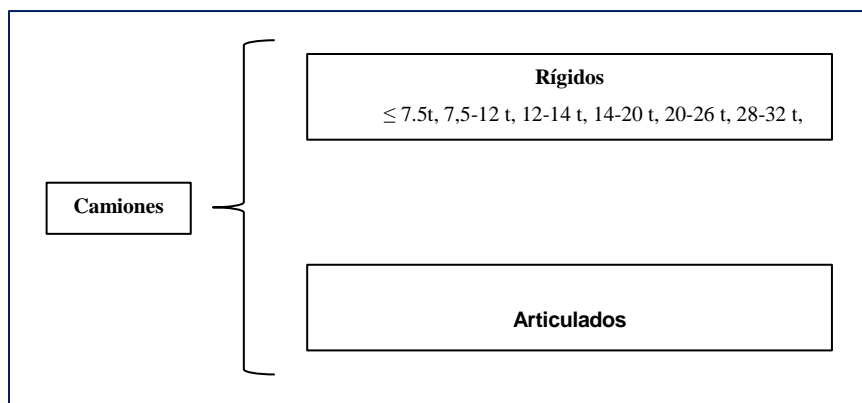 Rígidos
≤ 7.5t, 7,5-12 t, 12-14 t, 14-20 t, 20-26 t, 28-32 t,
Camiones
Articulados